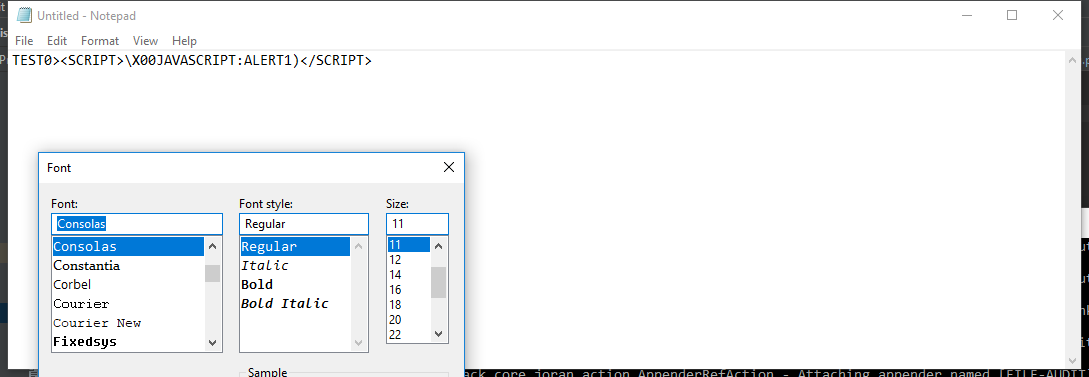 Untitled - Notepad
File Edit Format View Help
TEST0><SCRIPT>\X00JAVASCRIPT:ALERT1)</SCRIPT>
Font
Font: Font style: Size:
Consolas Regular 11
Consolas Regular 11
Constantia Italic 12
Corbel Bold 14
Courier Bold Italic 16
Courier New 18
Fixedsys 20
22
Sample
core.joran.action.AppenderRefAction - Attaching appender named [FILE-AUDIT